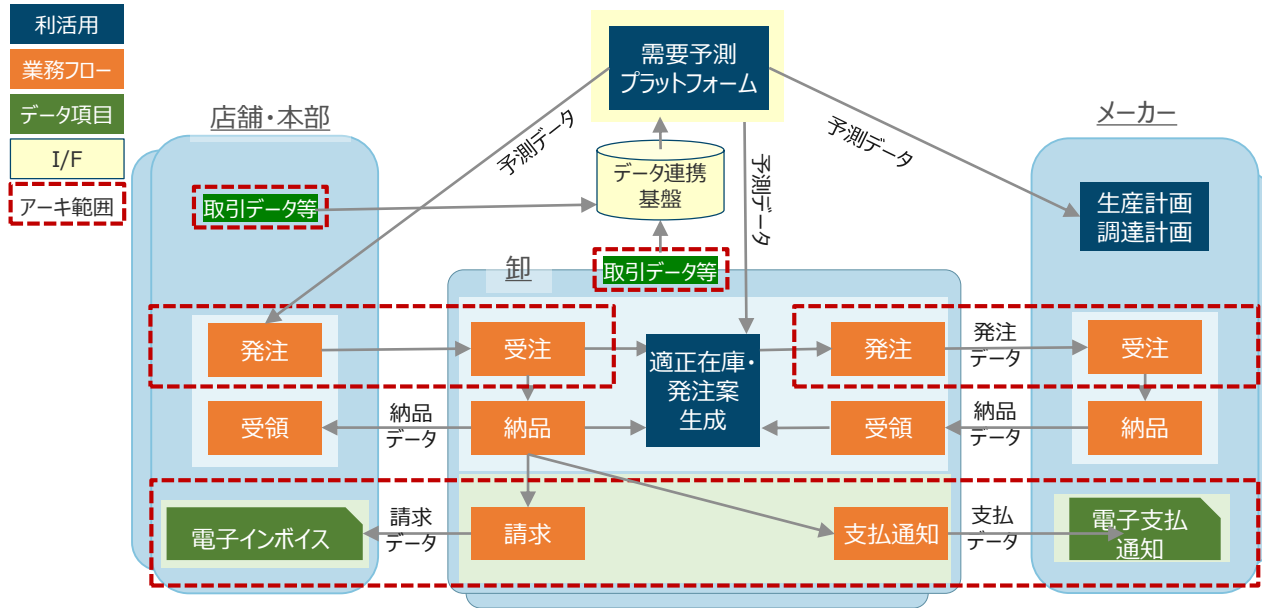 利活用
業務フロー
データ項目
I/F
アーキ範囲
需要予測
プラットフォーム
店舗・本部
メーカー
予測データ
予測データ
予測データ
データ連携
基盤
取引データ等
生産計画
調達計画
卸
取引データ等
発注
受注
適正在庫・
発注案
生成
発注
発注
データ
受注
受領
納品
データ
納品
受領
納品
データ
納品
電子インボイス
請求
データ
請求
支払通知
支払
データ
電子支払
通知